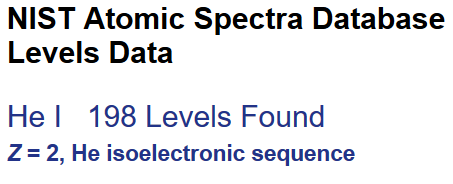 NIST Atomic Spectra Database
Levels Data
He I 198 Levels Found
Z = 2, He isoelectronic sequence